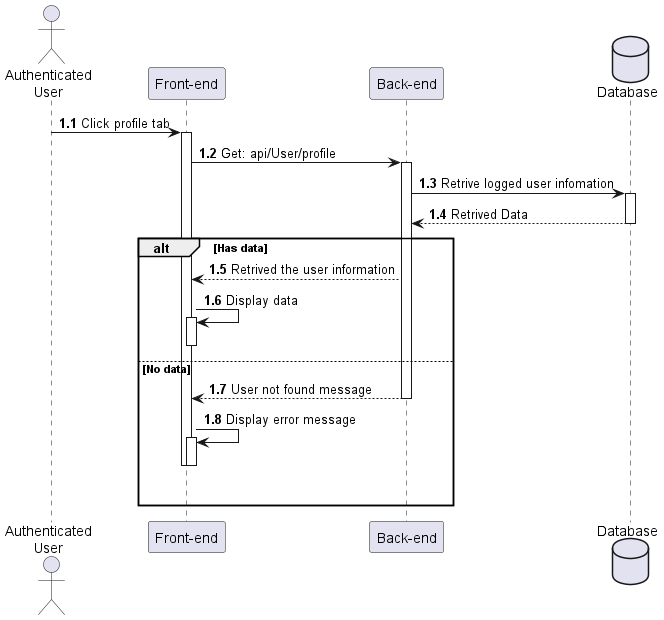 Authenticated
User
Front-end
Back-end
Database
1.1 Click profile tab
1.2 Get: api/User/profile
1.3 Retrive logged user infomation
1.4 Retrived Data
alt [Has data]
1.5 Retrived the user information
1.6 Display data
[No data]
1.7 User not found message
1.8 Display error message
Authenticated
User
Front-end
Back-end
Database